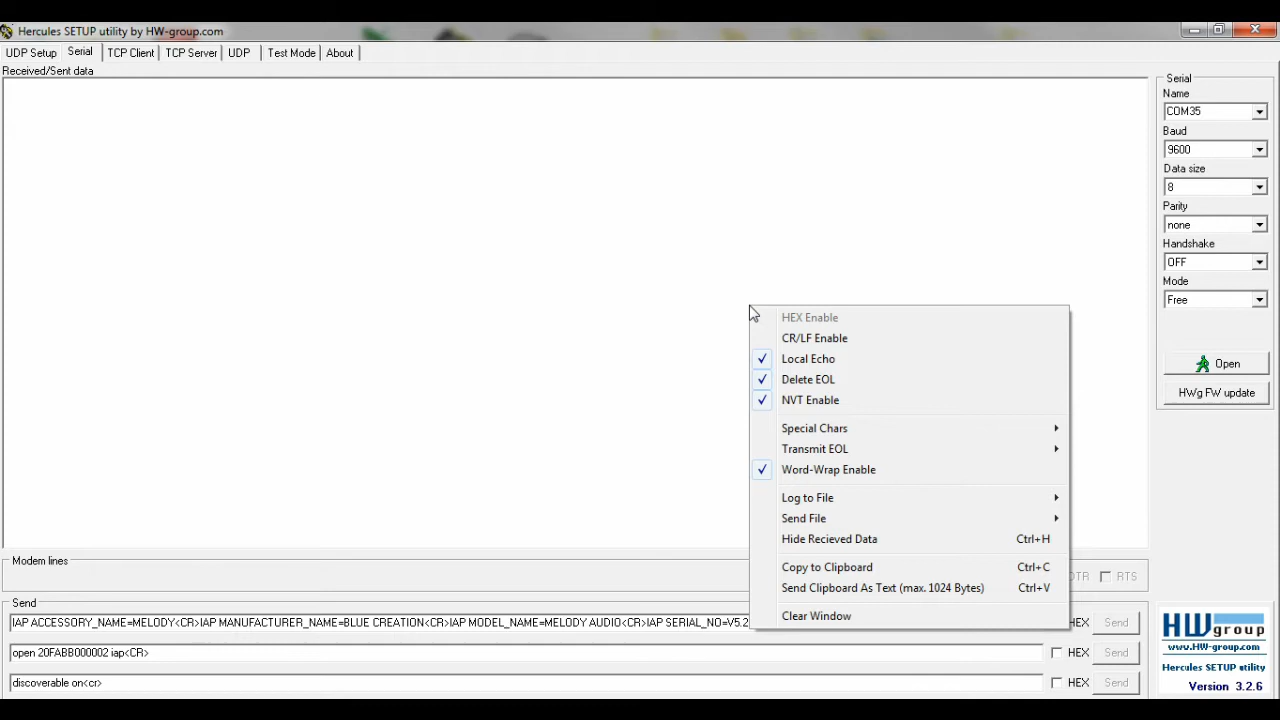 Hercules SETUP utility by HW-group.com
UDP Setup Serial TCP Client TCP Server UDP Test Mode About
Received/Sent data
Serial
Name
COM35
Baud
9600
Data size
8
Parity
none
Handshake
OFF
Mode
Free
Open
HWg FW update
HEX Enable
CR/LF Enable
Local Echo
Delete EOL
NVT Enable
Special Chars
Transmit EOL
Word-Wrap Enable
Log to File
Send File
Hide Recieved Data Ctrl+H
Copy to Clipboard Ctrl+C
Send Clipboard As Text (max. 1024 Bytes) Ctrl+V
Clear Window
Modem lines
DTR RTS
Send
IAP ACCESSORY_NAME=MELODY<CR>IAP MANUFACTURER_NAME=BLUE CREATION<CR>IAP MODEL_NAME=MELODY AUDIO<CR>IAP SERIAL_NO=V5.2 HEX Send
open 20FABB000002 iap<CR> HEX Send
discoverable on<cr> HEX Send
HWgroup
www.HW-group.com
Hercules SETUP utility
Version 3.2.6